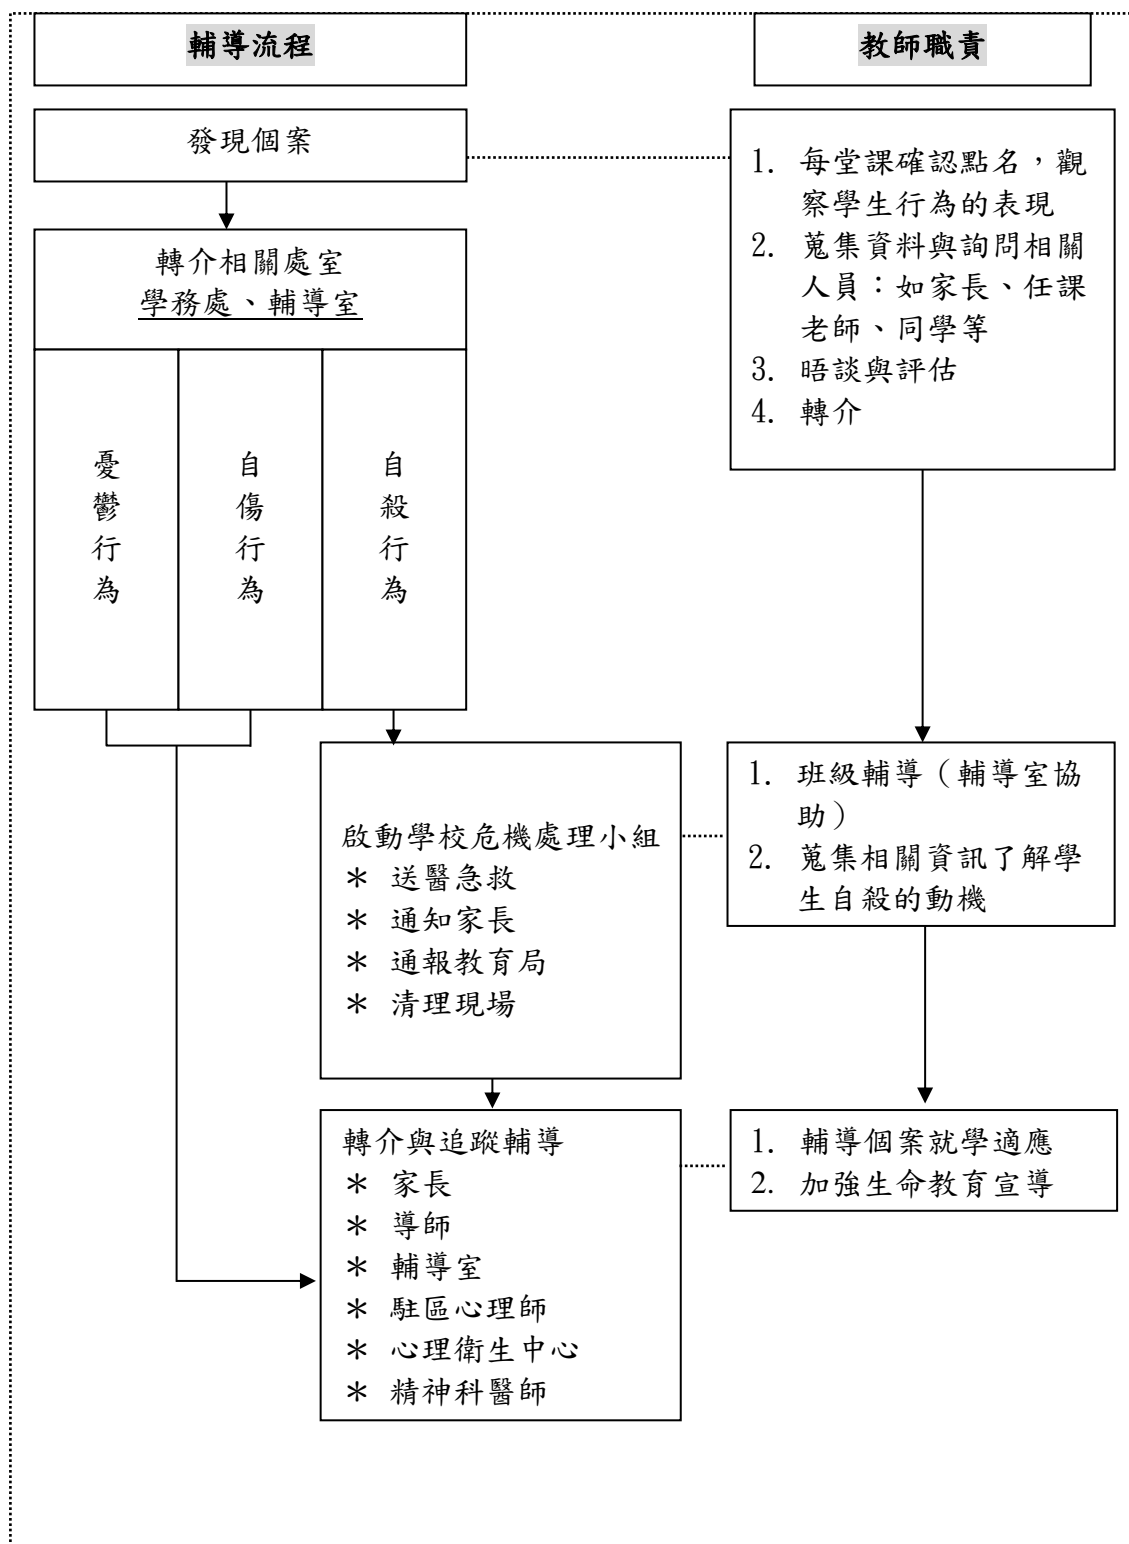 輔導流程
教師職責
發現個案
1. 每堂課確認點名，觀
察學生行為的表現
2. 蒐集資料與詢問相關
人員：如家長、任課
老師、同學等
3. 晤談與評估
4. 轉介
轉介相關處室
學務處、輔導室
憂鬱行為
自傷行為
自殺行為
啟動學校危機處理小組
＊ 送醫急救
＊ 通知家長
＊ 通報教育局
＊ 清理現場
1. 班級輔導（輔導室協
助）
2. 蒐集相關資訊了解學
生自殺的動機
轉介與追蹤輔導
＊ 家長
＊ 導師
＊ 輔導室
＊ 駐區心理師
＊ 心理衛生中心
＊ 精神科醫師
1. 輔導個案就學適應
2. 加強生命教育宣導